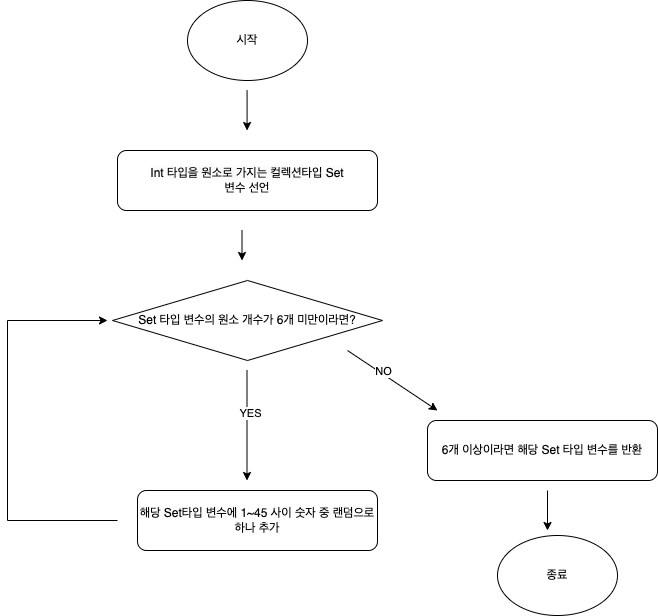 시작
Int 타입을 원소로 가지는 컬렉션타입 Set
변수 선언
Set 타입 변수의 원소 개수가 6개 미만이라면?
NO
YES
6개 이상이라면 해당 Set 타입 변수를 반환
해당 Set타입 변수에 1~45 사이 숫자 중 랜덤으로
하나 추가
종료